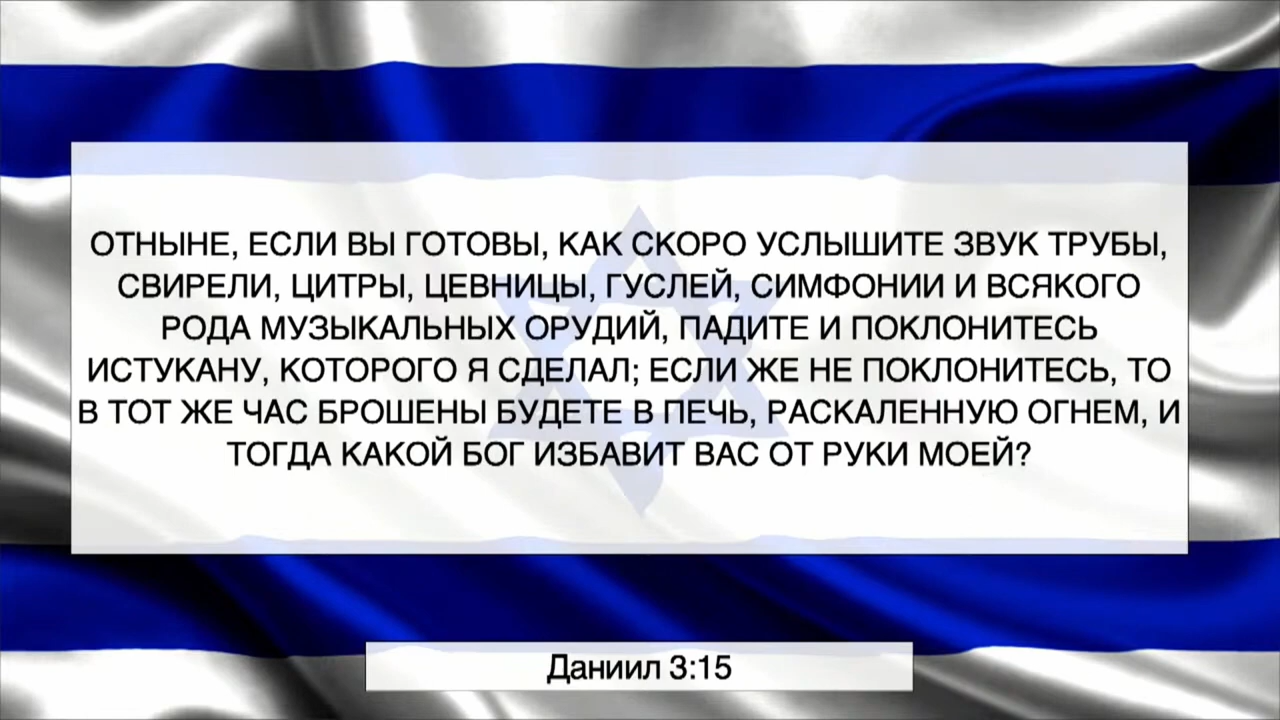 ОТНЫНЕ, ЕСЛИ ВЫ ГОТОВЫ, КАК СКОРО УСЛЫШИТЕ ЗВУК ТРУБЫ,
СВИРЕЛИ, ЦИТРЫ, ЦЕВНИЦЫ, ГУСЛЕЙ, СИМФОНИИ И ВСЯКОГО
РОДА МУЗЫКАЛЬНЫХ ОРУДИЙ, ПАДИТЕ И ПОКЛОНИТЕСЬ
ИСТУКАНУ, КОТОРОГО Я СДЕЛАЛ; ЕСЛИ ЖЕ НЕ ПОКЛОНИТЕСЬ, ТО
В ТОТ ЖЕ ЧАС БРОШЕНЫ БУДЕТЕ В ПЕЧЬ, РАСКАЛЕННУЮ ОГНЕМ, И
ТОГДА КАКОЙ БОГ ИЗБАВИТ ВАС ОТ РУКИ МОЕЙ?
Даниил 3:15